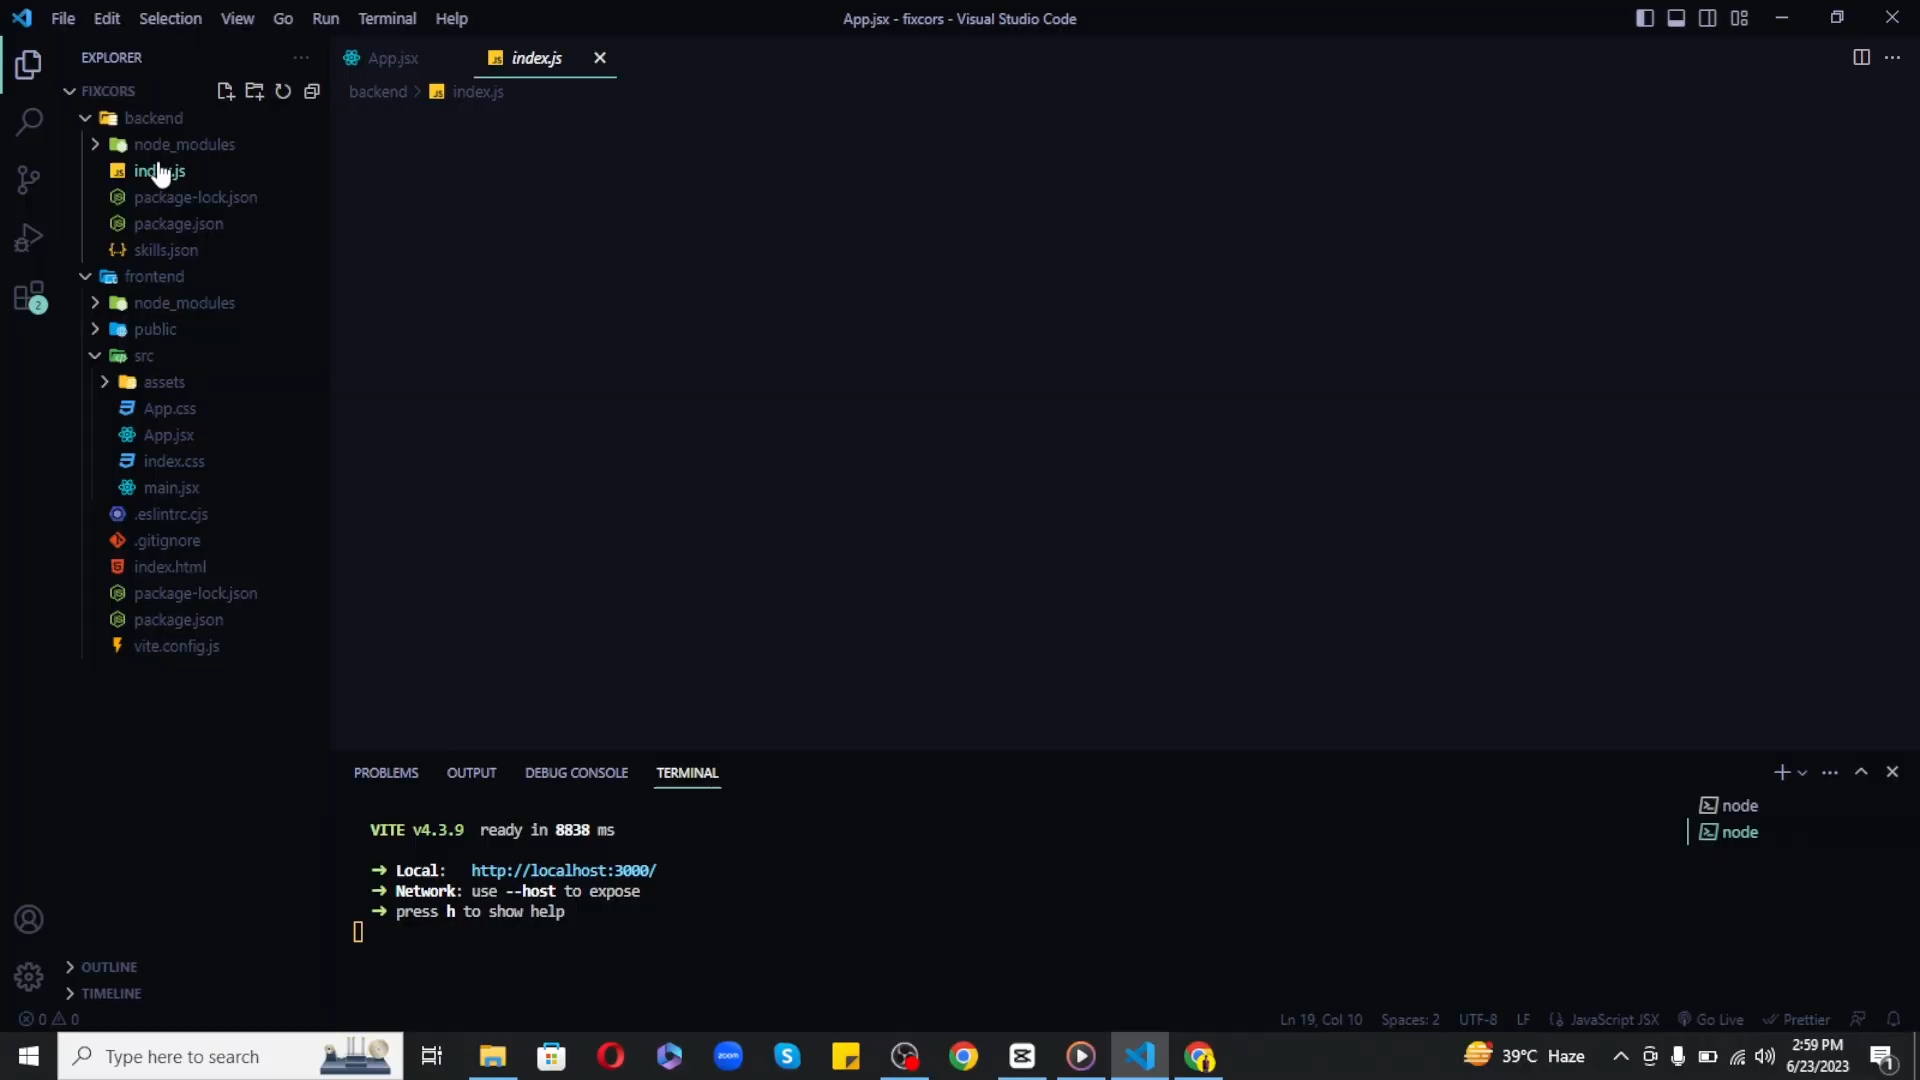 File Edit Selection View Go Run Terminal Help
App.jsx - fixcors - Visual Studio Code
EXPLORER
FIXCORS
backend
node_modules
index.js
package-lock.json
package.json
skills.json
frontend
node_modules
public
src
assets
App.css
App.jsx
index.css
main.jsx
.eslintrc.cjs
.gitignore
index.html
package-lock.json
package.json
vite.config.js
OUTLINE
TIMELINE
2
App.jsx
JS index.js
backend > JS index.js
PROBLEMS OUTPUT DEBUG CONSOLE TERMINAL
VITE v4.3.9 ready in 8838 ms
➜ Local: http://localhost:3000/
➜ Network: use --host to expose
➜ press h to show help
node
node
0 0
Ln 19, Col 10 Spaces: 2 UTF-8 LF JavaScript JSX Go Live Prettier
Type here to search
zoom
39°C Haze
2:59 PM
6/23/2023
1